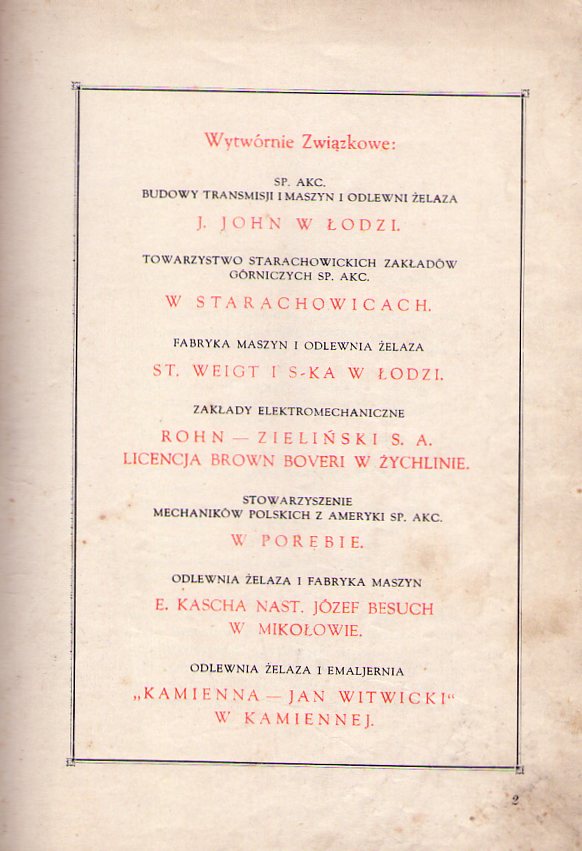 Wytwórnie Związkowe:
SP. AKC.
BUDOWY TRANSMISJI I MASZYN I ODLEWNI ŻELAZA
J. JOHN W ŁODZI.
TOWARZYSTWO STARACHOWICKICH ZAKŁADÓW
GÓRNICZYCH SP. AKC.
W STARACHOWICACH.
FABRYKA MASZYN I ODLEWNIA ŻELAZA
ST. WEIGT I S-KA W ŁODZI.
ZAKŁADY ELEKTROMECHANICZNE
ROHN — ZIELIŃSKI S. A.
LICENCJA BROWN BOVERI W ŻYCHLINIE.
STOWARZYSZENIE
MECHANIKÓW POLSKICH Z AMERYKI SP. AKC.
W PORĘBIE.
ODLEWNIA ŻELAZA I FABRYKA MASZYN
E. KASCHA NAST. JÓZEF BESUCH
W MIKOŁOWIE.
ODLEWNIA ŻELAZA I EMALJERNIA
„KAMIENNA — JAN WITWICKI“
W KAMIENNEJ.
2